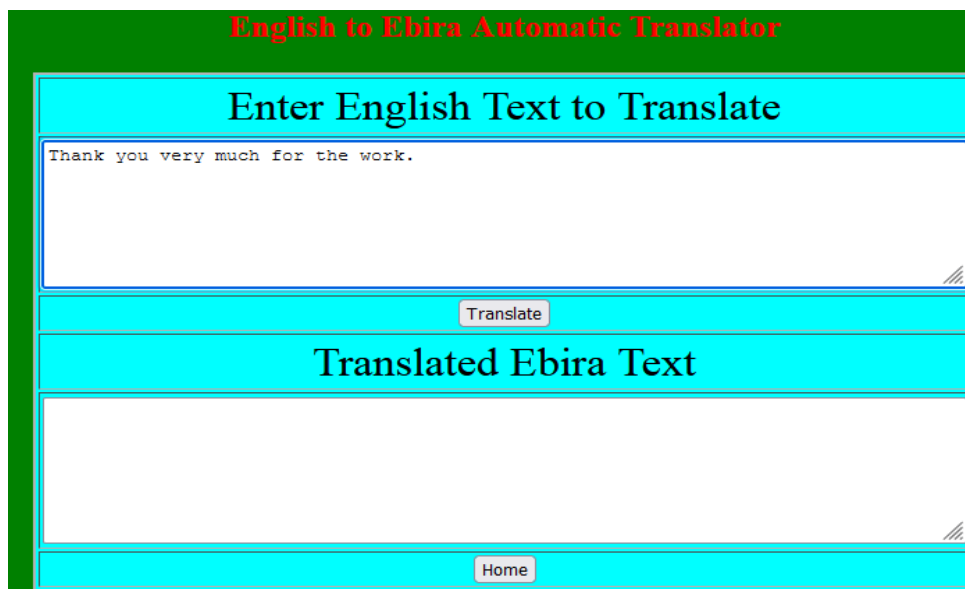 English to Ebira Automatic Translator
Enter English Text to Translate
Thank you very much for the work.
Translate
Translated Ebira Text
Home